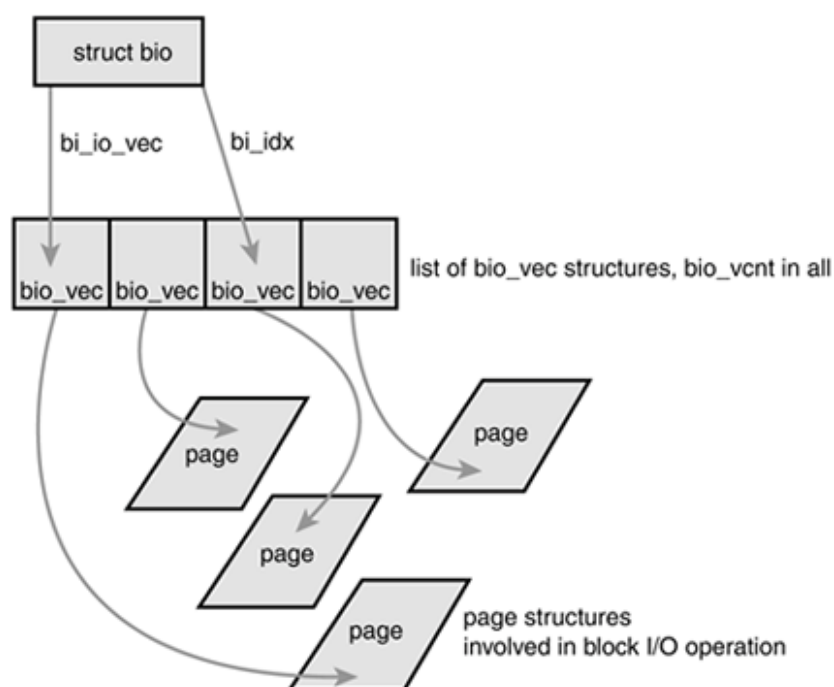 struct bio
bi_io_vec
bi_idx
bio_vec
bio_vec
bio_vec
bio_vec
list of bio_vec structures, bio_vcnt in all
page
page
page
page
page structures
involved in block I/O operation